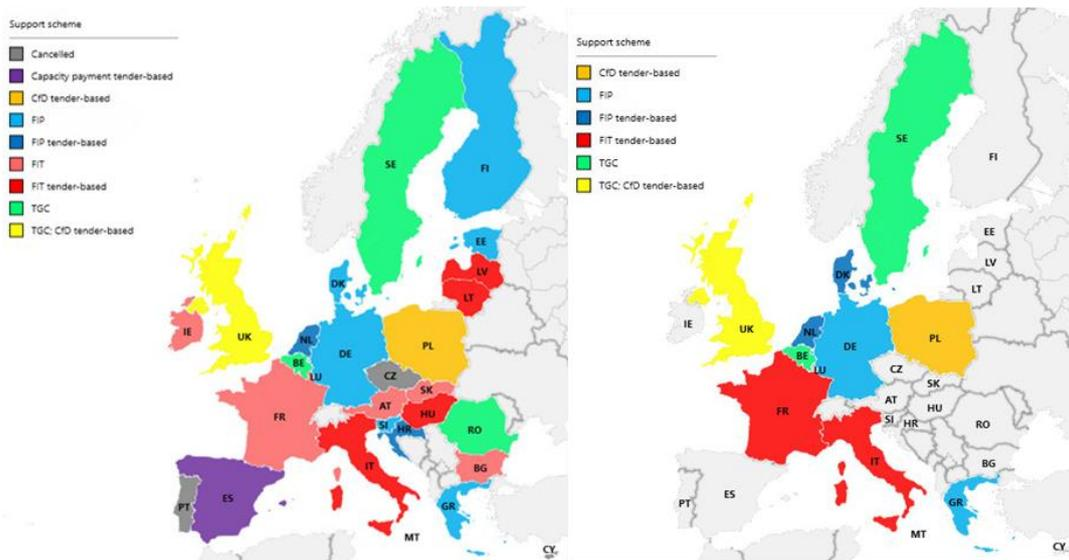 Support scheme
Cancelled
Capacity payment tender-based
CfD tender-based
FIP
FIP tender-based
FIT
FIT tender-based
TGC
TGC; CfD tender-based
SE
FI
EE
LV
LT
DK
IE
UK
NL
BE
LU
DE
PL
CZ
SK
AT
HU
FR
SI
HR
RO
IT
BG
PT
ES
GR
MT
CY
Support scheme
CfD tender-based
FIP
FIP tender-based
FIT tender-based
TGC
TGC; CfD tender-based
SE
FI
EE
LV
LT
DK
IE
UK
NL
BE
LU
DE
PL
CZ
SK
AT
HU
FR
SI
HR
RO
IT
BG
PT
ES
GR
MT
CY